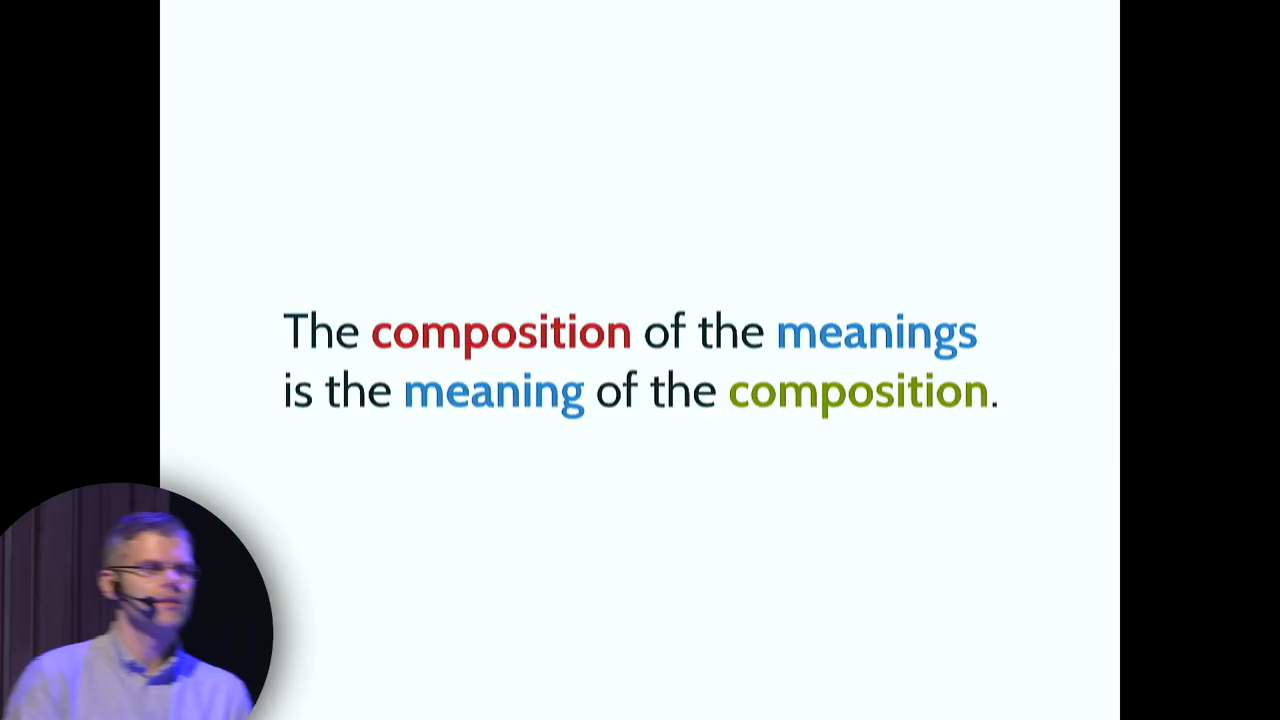 The composition of the meanings
is the meaning of the composition.